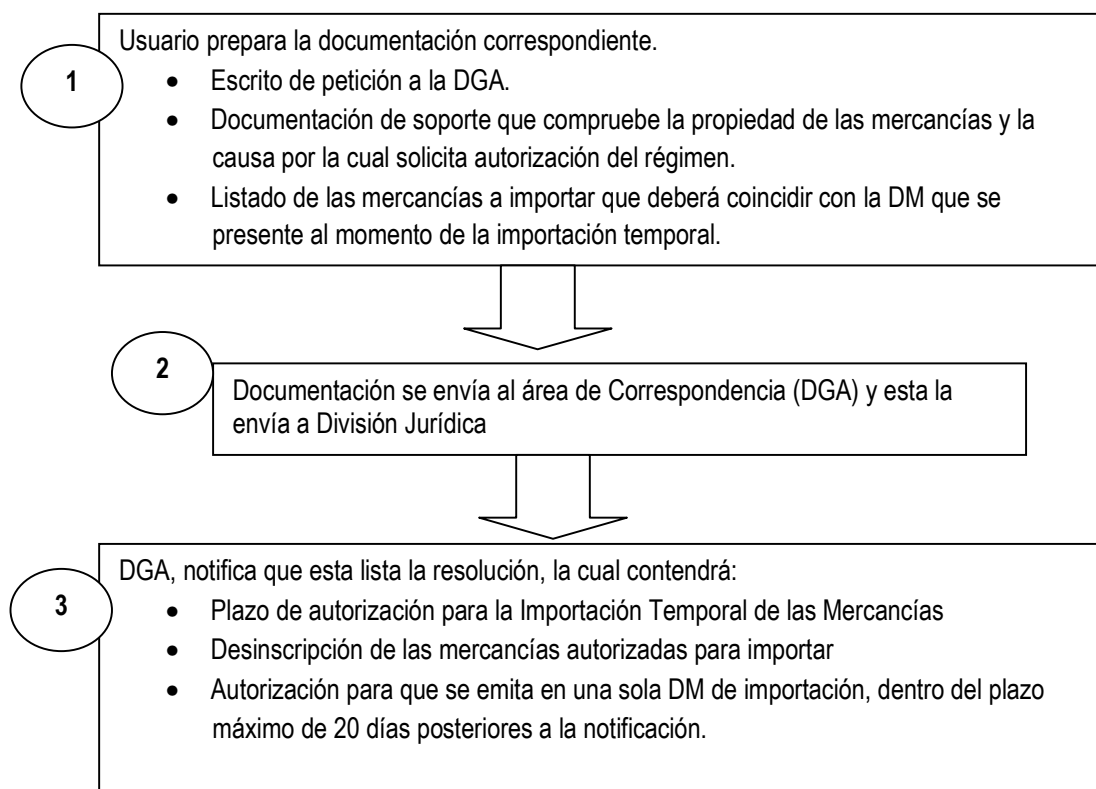 1
Usuario prepara la documentación correspondiente.
• Escrito de petición a la DGA.
• Documentación de soporte que compruebe la propiedad de las mercancías y la
causa por la cual solicita autorización del régimen.
• Listado de las mercancías a importar que deberá coincidir con la DM que se
presente al momento de la importación temporal.
2
Documentación se envía al área de Correspondencia (DGA) y esta la
envía a División Jurídica
3
DGA, notifica que esta lista la resolución, la cual contendrá:
• Plazo de autorización para la Importación Temporal de las Mercancías
• Desinscripción de las mercancías autorizadas para importar
• Autorización para que se emita en una sola DM de importación, dentro del plazo
máximo de 20 días posteriores a la notificación.